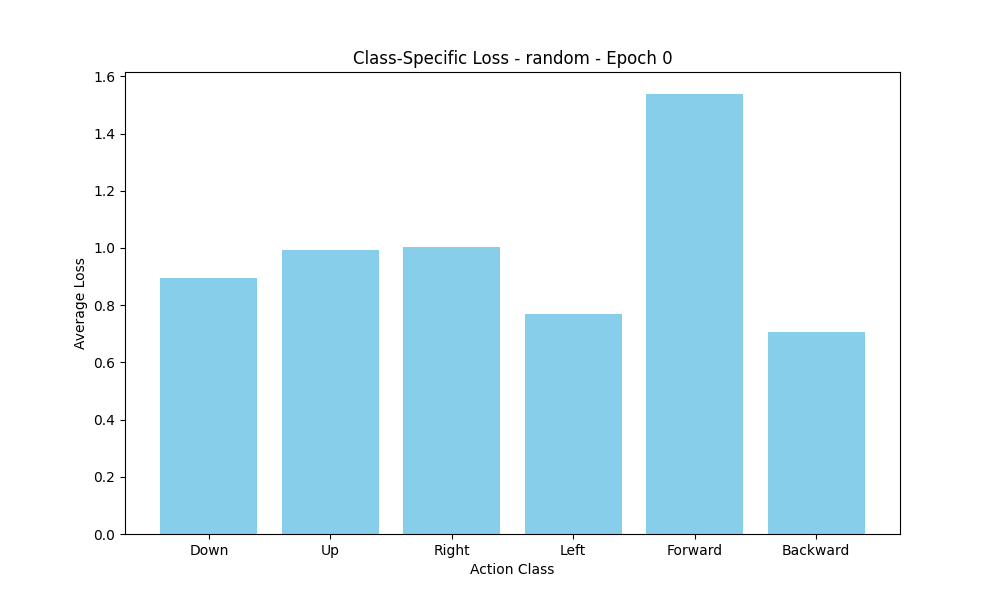 Class-Specific Loss - random - Epoch 0
1.6
1.4
1.2
1.0
0.8
0.6
0.4
0.2
0.0
Average Loss
Down Up Right Left Forward Backward
Action Class